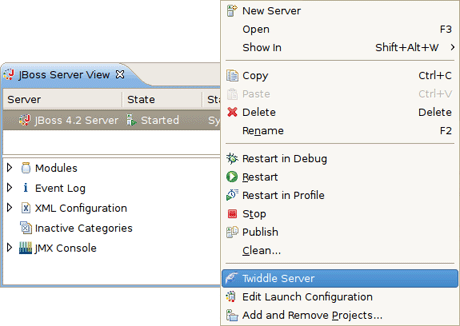 New Server
Open F3
Show In Shift+Alt+W
JBoss Server View
Copy Ctrl+C
Paste Ctrl+V
Server State
Delete Delete
JBoss 4.2 Server Started
Rename F2
Restart in Debug
Modules
Restart
Event Log
Restart in Profile
XML Configuration
Stop
Inactive Categories
Publish
JMX Console
Clean...
Twiddle Server
Edit Launch Configuration
Add and Remove Projects...